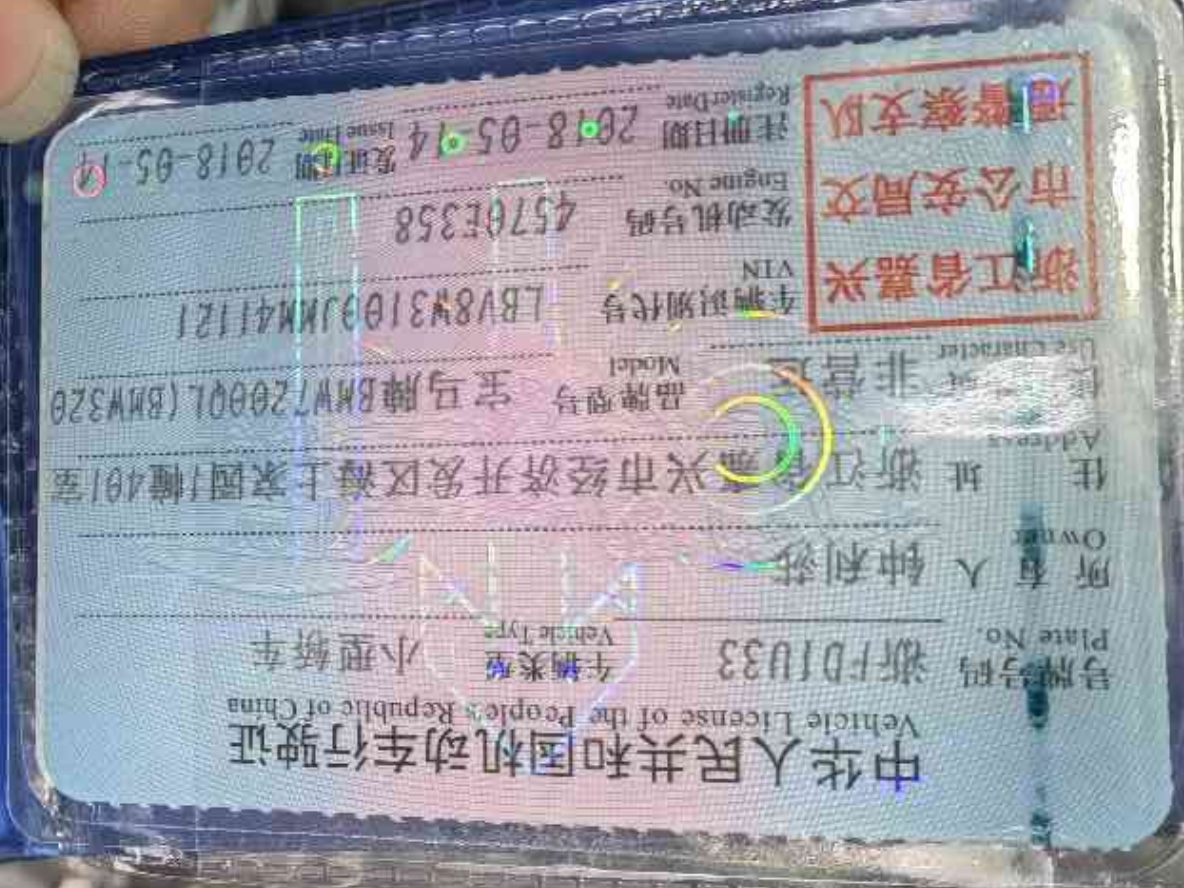 中华人民共和国机动车行驶证
Vehicle License of the People's Republic of China
号牌号码 浙FD1U33 车辆类型 小型轿车
Plate No. Vehicle Type
所有人 钟利
Owner
住 址 浙江省嘉兴市经济开发区海上家园1幢401室
Address
非营运 品牌型号 宝马牌BMW7200QL(BMW320
Use Character Model
浙江省嘉兴 车辆识别代号 LBV8W3100JMM41121
VIN
市公安局交 发动机号码 4570E358
Engine No.
通警察支队 注册日期 2018-05-14 发证日期 2018-05-14
Register Date Issue Date